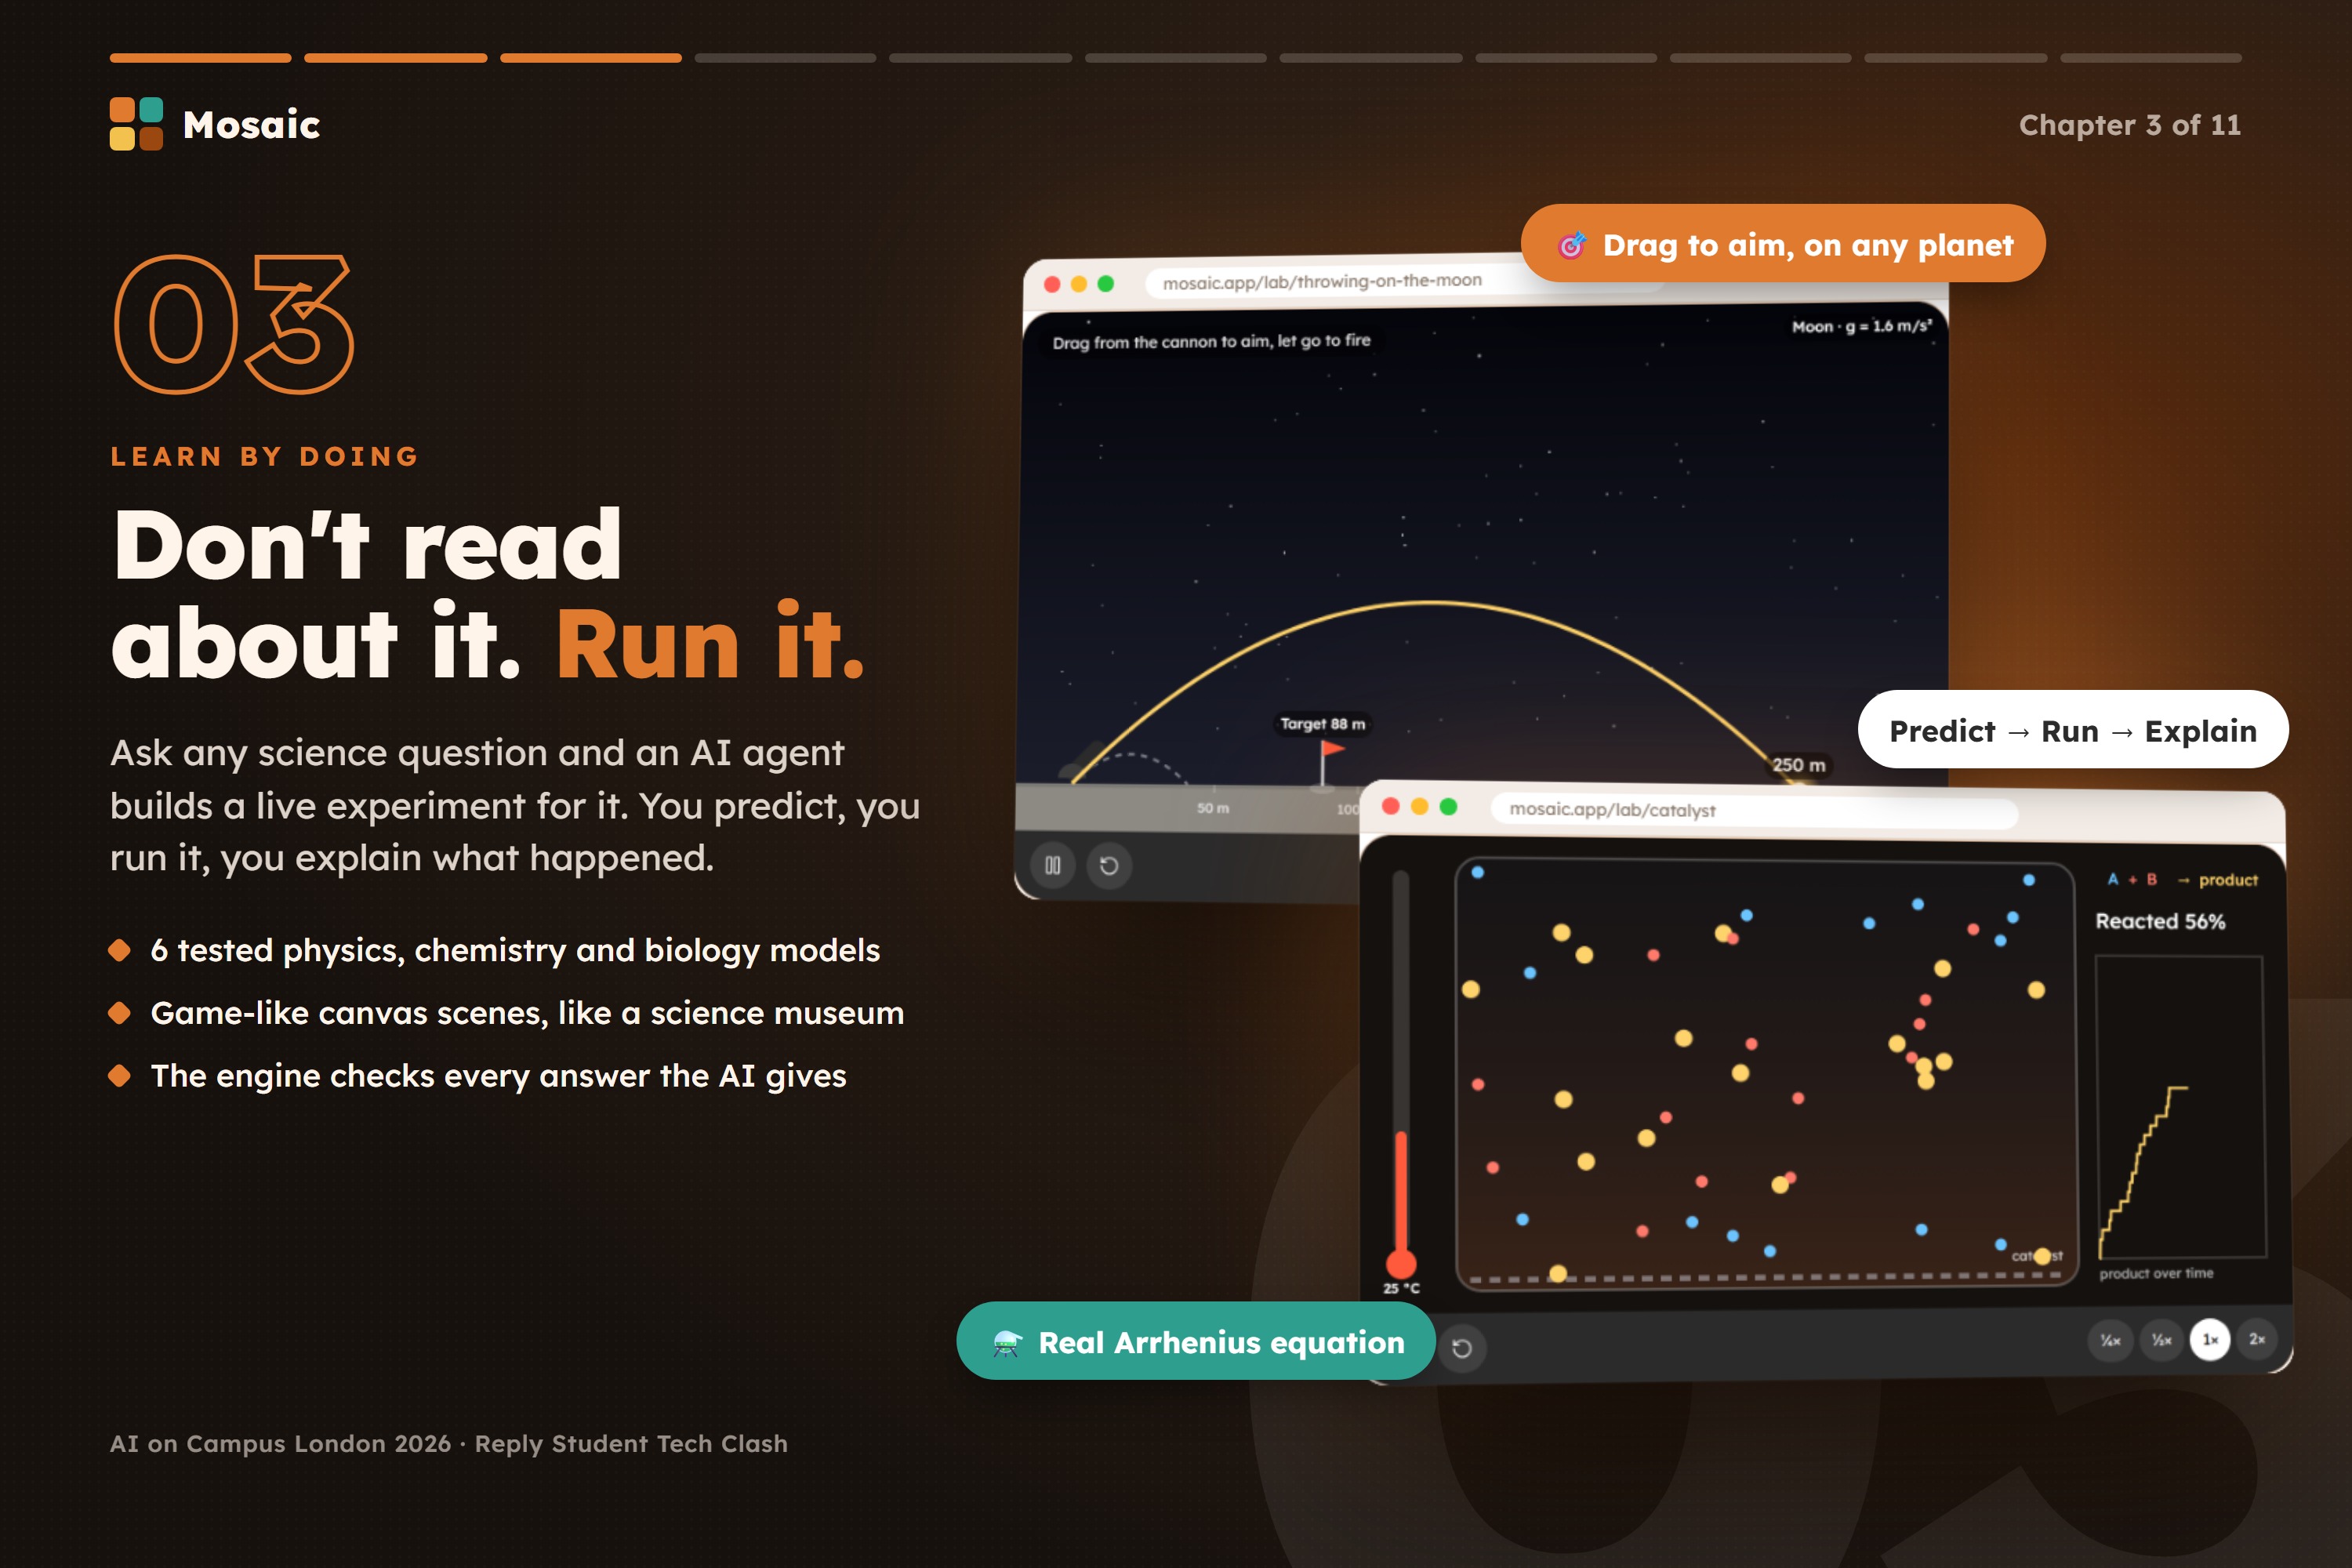 Mosaic
Chapter 3 of 11
03
LEARN BY DOING
Don't read
about it. Run it.
Ask any science question and an AI agent
builds a live experiment for it. You predict, you
run it, you explain what happened.
6 tested physics, chemistry and biology models
Game-like canvas scenes, like a science museum
The engine checks every answer the AI gives
AI on Campus London 2026 · Reply Student Tech Clash
Drag to aim, on any planet
mosaic.app/lab/throwing-on-the-moon
Drag from the cannon to aim, let go to fire
Moon · g = 1.6 m/s²
Target 88 m
250 m
50 m
100
Predict → Run → Explain
mosaic.app/lab/catalyst
A + B → product
Reacted 56%
product over time
25 °C
Real Arrhenius equation
¼× ½× 1× 2×